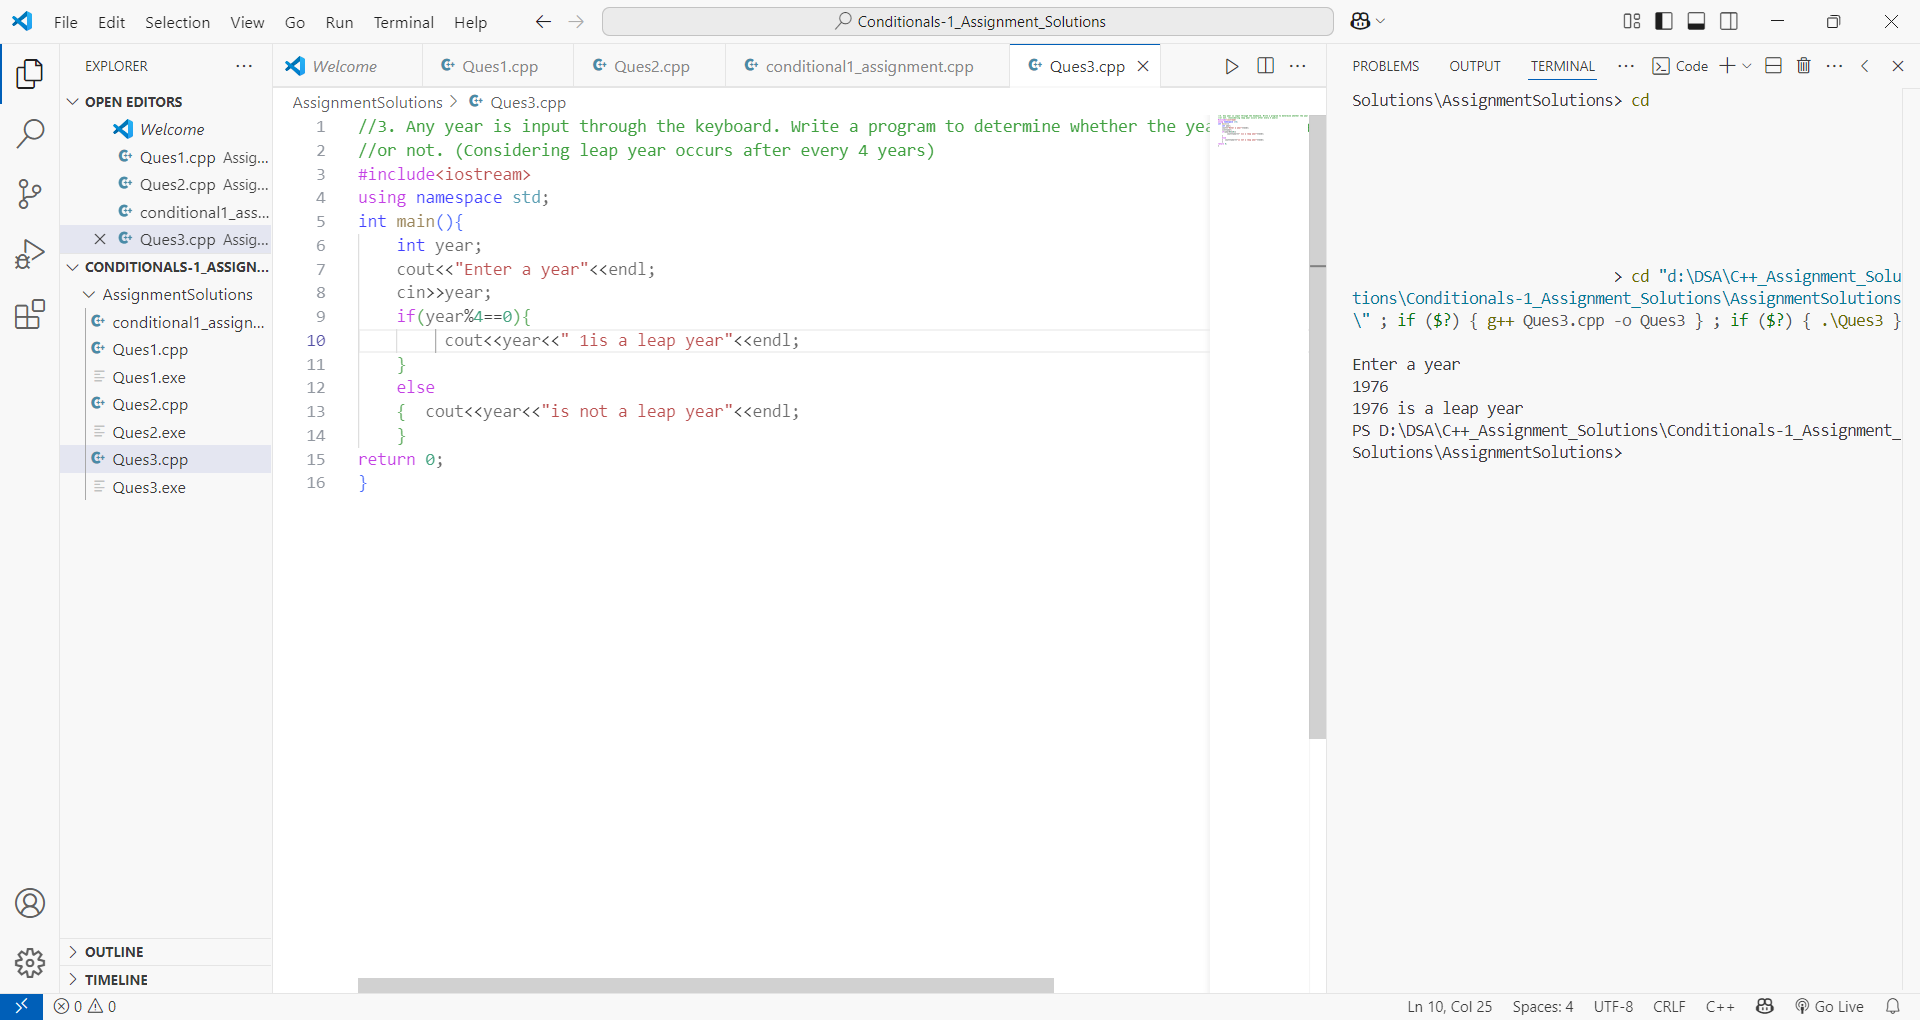 File Edit Selection View Go Run Terminal Help
Conditionals-1_Assignment_Solutions
EXPLORER
OPEN EDITORS
Welcome
Ques1.cpp Assig...
Ques2.cpp Assig...
conditional1_ass...
Ques3.cpp Assig...
CONDITIONALS-1_ASSIGN...
AssignmentSolutions
conditional1_assign...
Ques1.cpp
Ques1.exe
Ques2.cpp
Ques2.exe
Ques3.cpp
Ques3.exe
OUTLINE
TIMELINE
Welcome Ques1.cpp Ques2.cpp conditional1_assignment.cpp Ques3.cpp
AssignmentSolutions > Ques3.cpp
1 //3. Any year is input through the keyboard. Write a program to determine whether the yea
2 //or not. (Considering leap year occurs after every 4 years)
3 #include<iostream>
4 using namespace std;
5 int main(){
6 int year;
7 cout<<"Enter a year"<<endl;
8 cin>>year;
9 if(year%4==0){
10 cout<<year<<" 1is a leap year"<<endl;
11 }
12 else
13 { cout<<year<<"is not a leap year"<<endl;
14 }
15 return 0;
16 }
PROBLEMS OUTPUT TERMINAL ... Code
Solutions\AssignmentSolutions> cd
> cd "d:\DSA\C++_Assignment_Solu
tions\Conditionals-1_Assignment_Solutions\AssignmentSolutions
\" ; if ($?) { g++ Ques3.cpp -o Ques3 } ; if ($?) { .\Ques3 }
Enter a year
1976
1976 is a leap year
PS D:\DSA\C++_Assignment_Solutions\Conditionals-1_Assignment_
Solutions\AssignmentSolutions>
0 0 Ln 10, Col 25 Spaces: 4 UTF-8 CRLF C++ Go Live